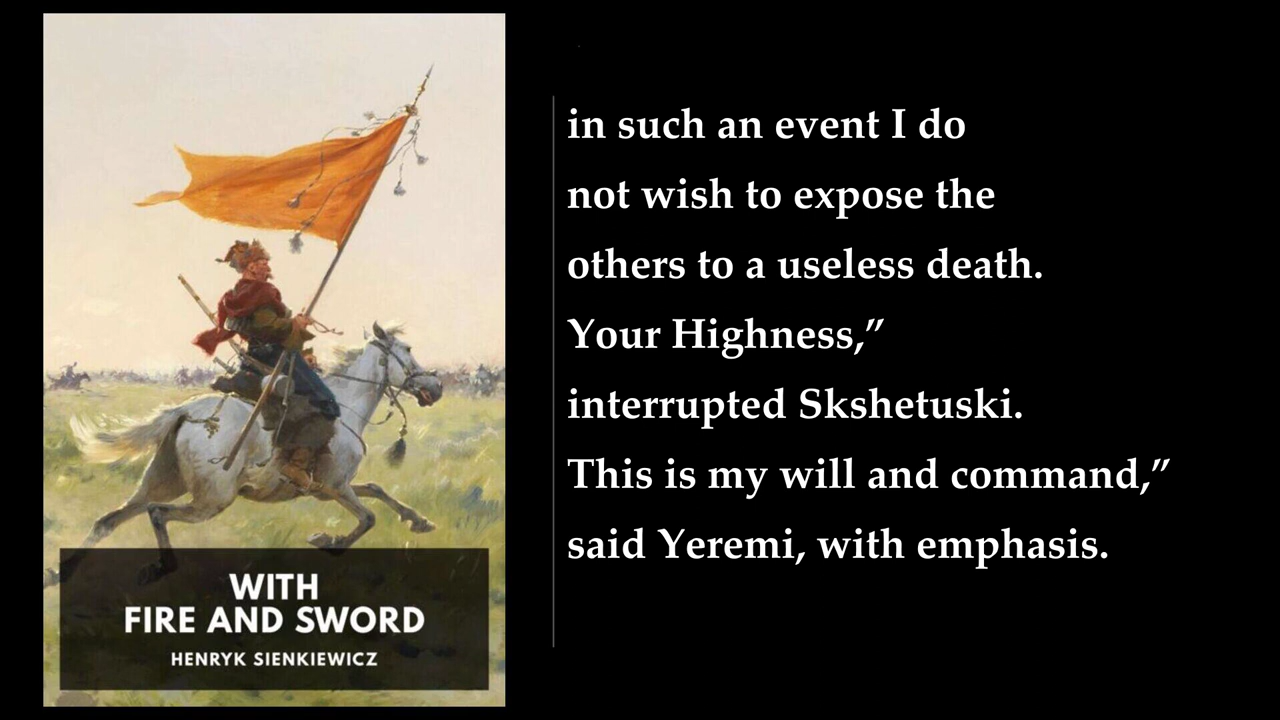 WITH
FIRE AND SWORD
HENRYK SIENKIEWICZ
in such an event I do
not wish to expose the
others to a useless death.
Your Highness,”
interrupted Skshetuski.
This is my will and command,”
said Yeremi, with emphasis.